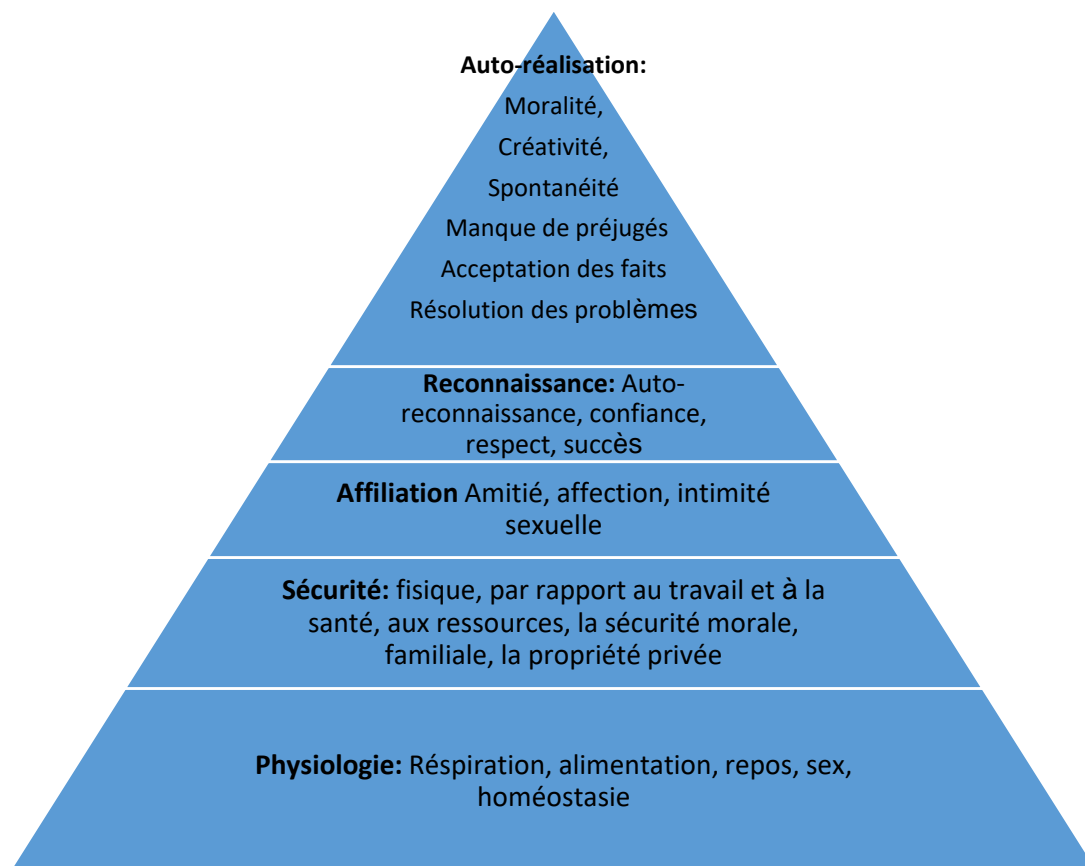 Auto-réalisation:
Moralité,
Créativité,
Spontanéité
Manque de préjugés
Acceptation des faits
Résolution des problèmes
Reconnaissance: Auto-
reconnaissance, confiance,
respect, succès
Affiliation Amitié, affection, intimité
sexuelle
Sécurité: fisique, par rapport au travail et à la
santé, aux ressources, la sécurité morale,
familiale, la propriété privée
Physiologie: Réspiration, alimentation, repos, sex,
homéostasie